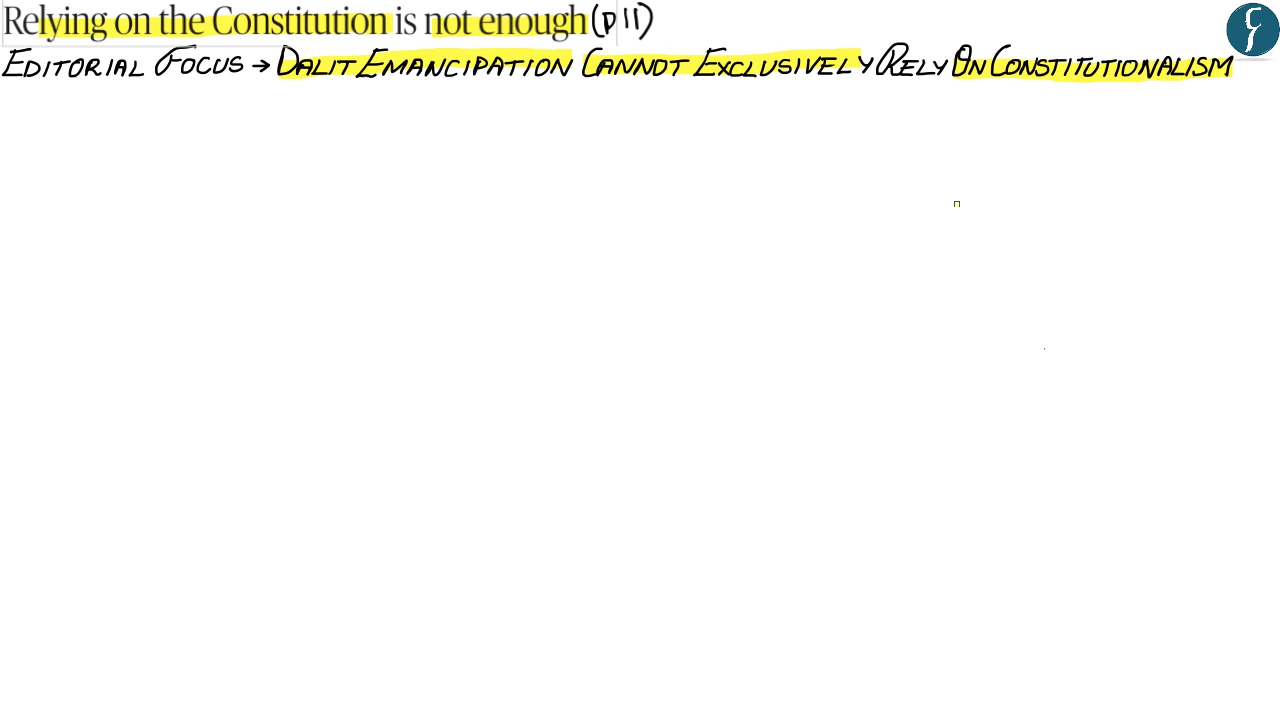 Relying on the Constitution is not enough (p11)
EDITORIAL FOCUS → DALIT EMANCIPATION CANNOT EXCLUSIVELY RELY ON CONSTITUTIONALISM